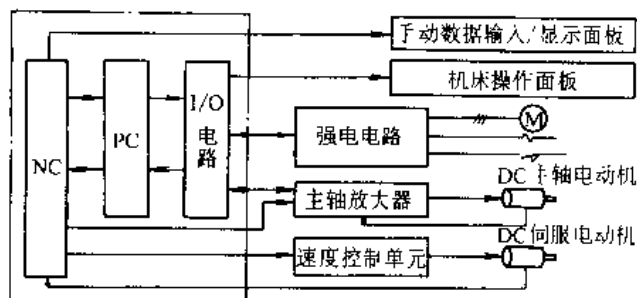 手动数据输入/显示面板
机床操作面板
I/O
电
路
PC
NC
强电电路
M
DC主轴电动机
主轴放大器
DC伺服电动机
速度控制单元